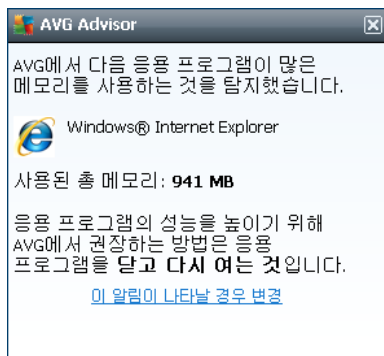 AVG Advisor
AVG에서 다음 응용 프로그램이 많은
메모리를 사용하는 것을 탐지했습니다.
Windows® Internet Explorer
사용된 총 메모리: 941 MB
응용 프로그램의 성능을 높이기 위해
AVG에서 권장하는 방법은 응용
프로그램을 닫고 다시 여는 것입니다.
이 알림이 나타날 경우 변경